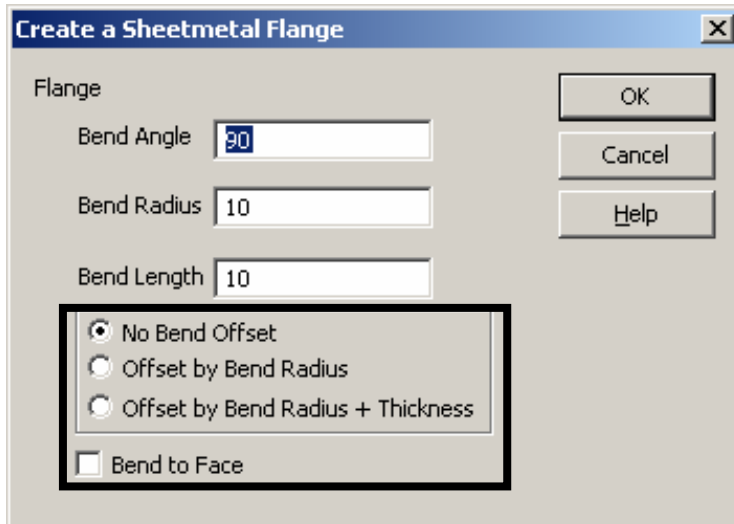 Create a Sheetmetal Flange
Flange
OK
Bend Angle 90
Cancel
Bend Radius 10
Help
Bend Length 10
No Bend Offset
Offset by Bend Radius
Offset by Bend Radius + Thickness
Bend to Face